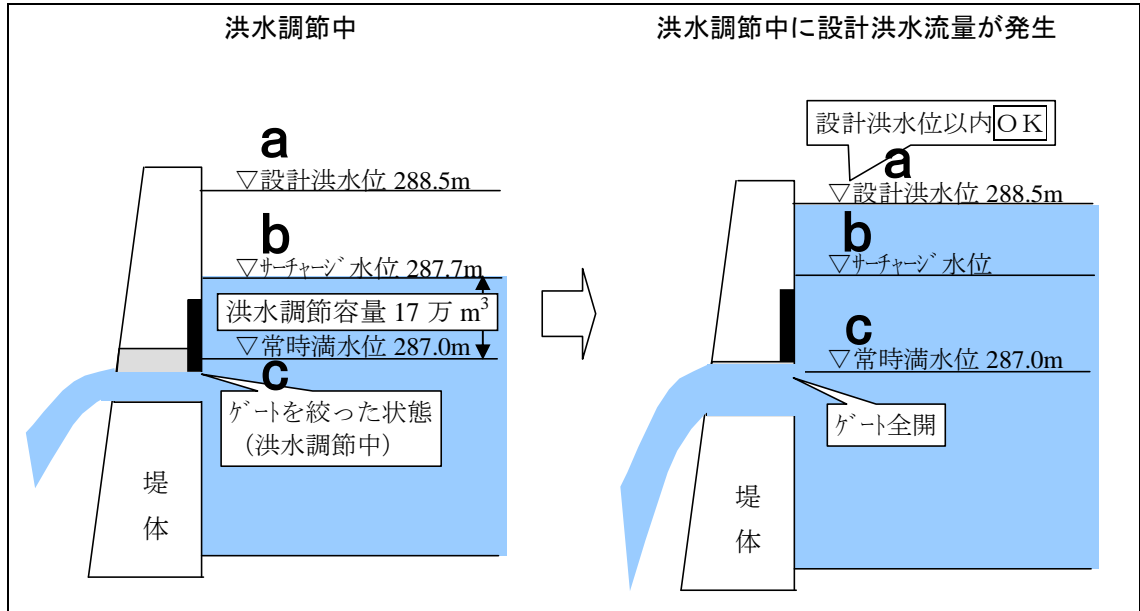 洪水調節中
a
▽設計洪水位 288.5m
b
▽サーチャージ水位 287.7m
洪水調節容量 17 万 m³
▽常時満水位 287.0m
c
ゲートを絞った状態
(洪水調節中)
堤
体
洪水調節中に設計洪水流量が発生
設計洪水位以内OK
a
▽設計洪水位 288.5m
b
▽サーチャージ水位
c
▽常時満水位 287.0m
ゲート全開
堤
体